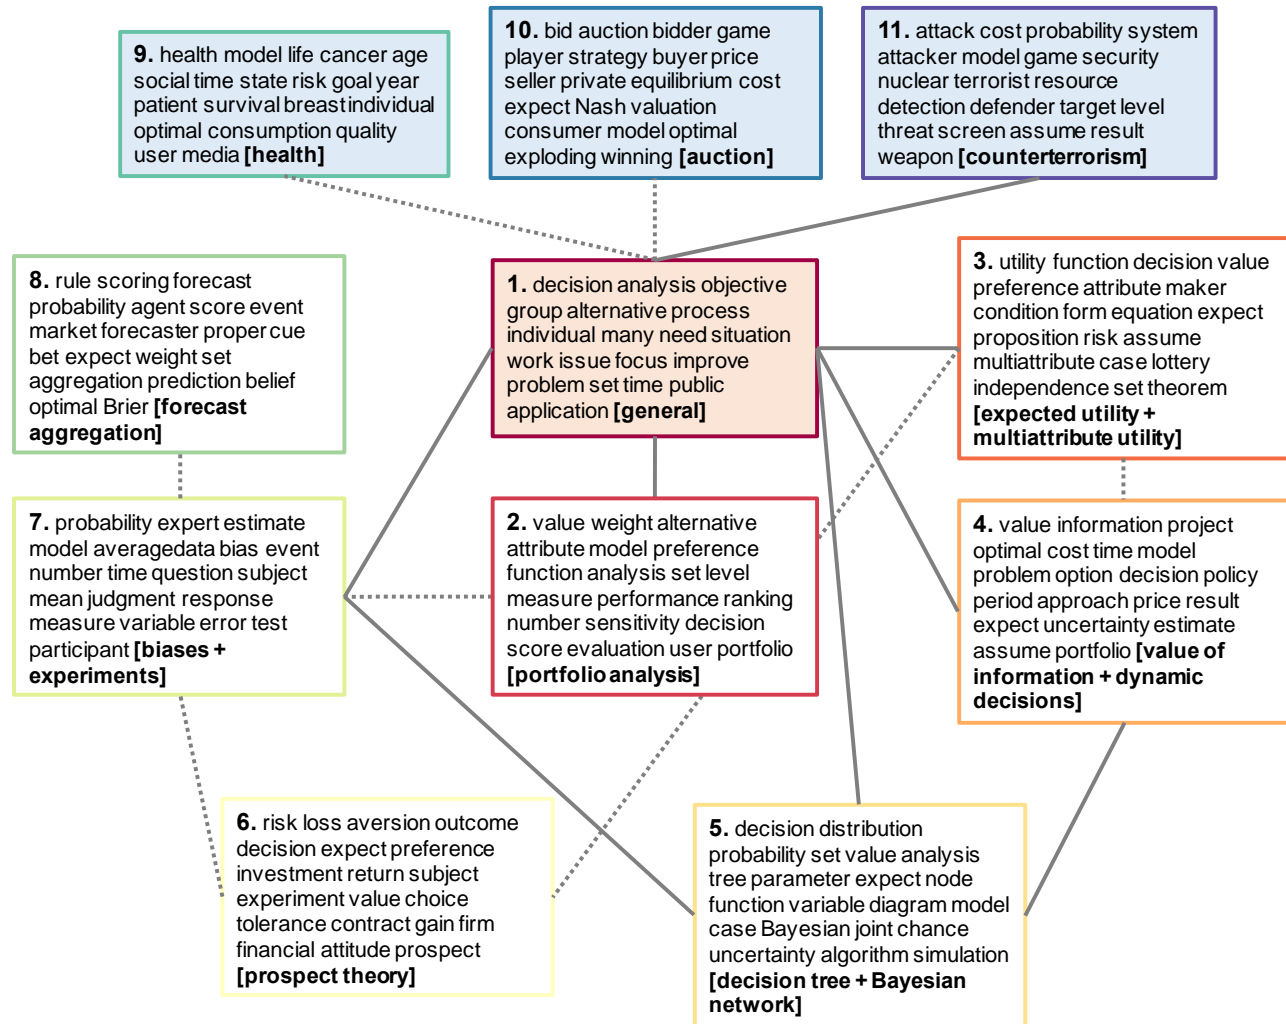 9. health model life cancer age
social time state risk goal year
patient survival breast individual
optimal consumption quality
user media [health]
10. bid auction bidder game
player strategy buyer price
seller private equilibrium cost
expect Nash valuation
consumer model optimal
exploding winning [auction]
11. attack cost probability system
attacker model game security
nuclear terrorist resource
detection defender target level
threat screen assume result
weapon [counterterrorism]
8. rule scoring forecast
probability agent score event
market forecaster proper cue
bet expect weight set
aggregation prediction belief
optimal Brier [forecast
aggregation]
1. decision analysis objective
group alternative process
individual many need situation
work issue focus improve
problem set time public
application [general]
3. utility function decision value
preference attribute maker
condition form equation expect
proposition risk assume
multiattribute case lottery
independence set theorem
[expected utility +
multiattribute utility]
7. probability expert estimate
model averagedata bias event
number time question subject
mean judgment response
measure variable error test
participant [biases +
experiments]
2. value weight alternative
attribute model preference
function analysis set level
measure performance ranking
number sensitivity decision
score evaluation user portfolio
[portfolio analysis]
4. value information project
optimal cost time model
problem option decision policy
period approach price result
expect uncertainty estimate
assume portfolio [value of
information + dynamic
decisions]
6. risk loss aversion outcome
decision expect preference
investment return subject
experiment value choice
tolerance contract gain firm
financial attitude prospect
[prospect theory]
5. decision distribution
probability set value analysis
tree parameter expect node
function variable diagram model
case Bayesian joint chance
uncertainty algorithm simulation
[decision tree + Bayesian
network]